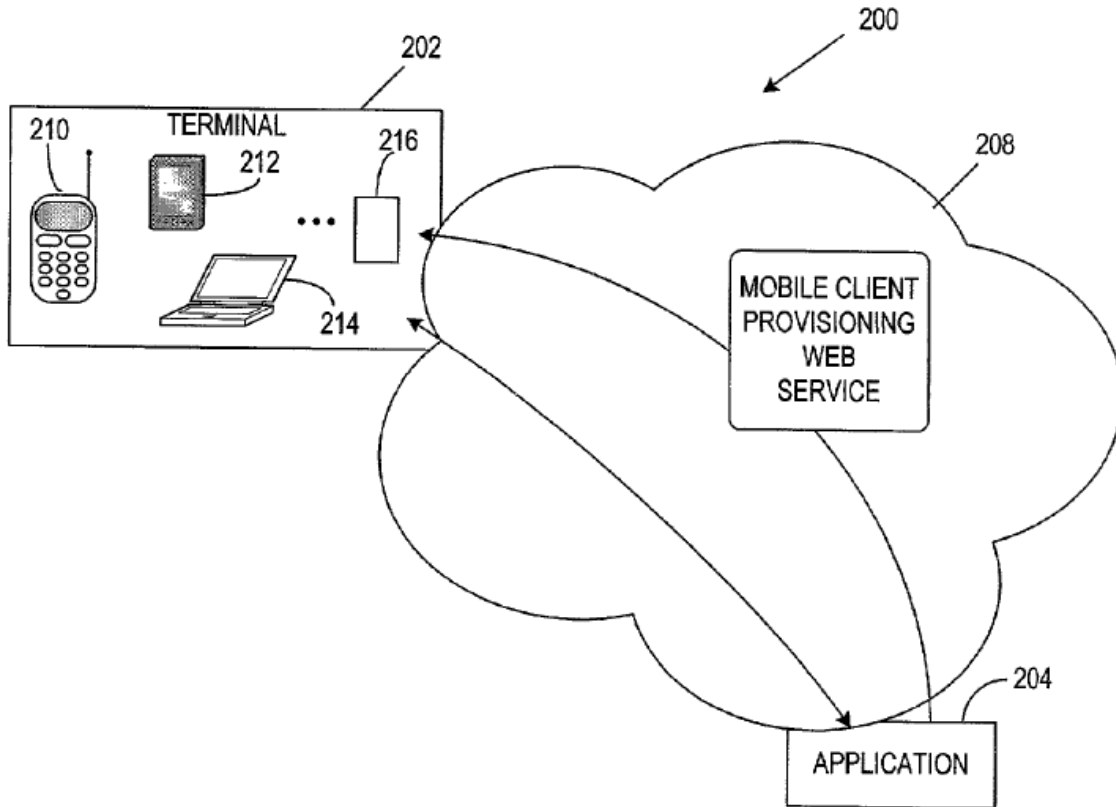 200
202
TERMINAL
210
212
216
214
208
MOBILE CLIENT
PROVISIONING
WEB
SERVICE
204
APPLICATION